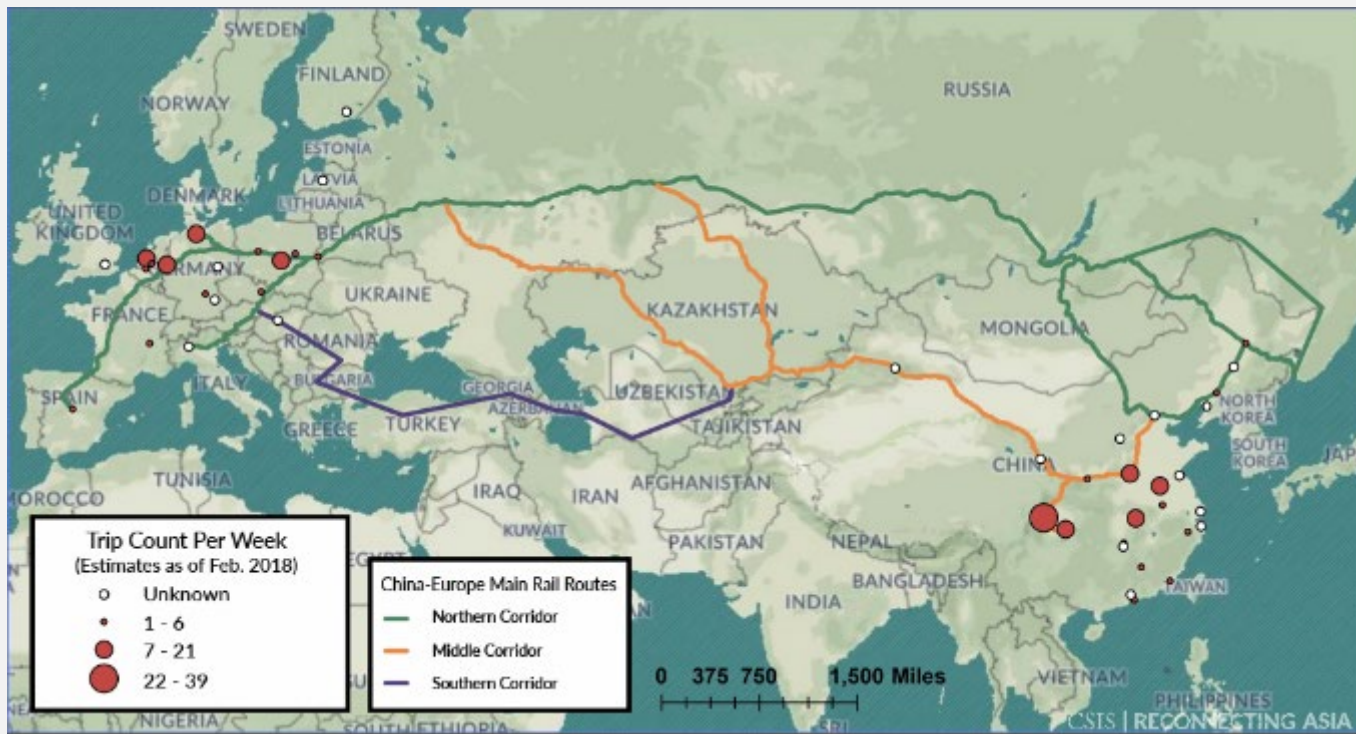 SWEDEN
FINLAND
NORWAY
RUSSIA
ESTONIA
LATVIA
DENMARK
LITHUANIA
UNITED
KINGDOM
BELARUS
GERMANY
UKRAINE
FRANCE
KAZAKHSTAN
MONGOLIA
ROMANIA
ITALY
BULGARIA
GEORGIA
UZBEKISTAN
SPAIN
AZERBAIJAN
NORTH
KOREA
GREECE
TURKEY
TAJIKISTAN
SOUTH
KOREA
CHINA
TUNISIA
MOROCCO
IRAQ
IRAN
AFGHANISTAN
KUWAIT
PAKISTAN
NEPAL
BANGLADESH
TAIWAN
INDIA
VIETNAM
PHILIPPINES
NIGERIA
ETHIOPIA
Trip Count Per Week
(Estimates as of Feb. 2018)
Unknown
1 - 6
7 - 21
22 - 39
China-Europe Main Rail Routes
Northern Corridor
Middle Corridor
Southern Corridor
0 375 750 1,500 Miles
CSIS | RECONNECTING ASIA